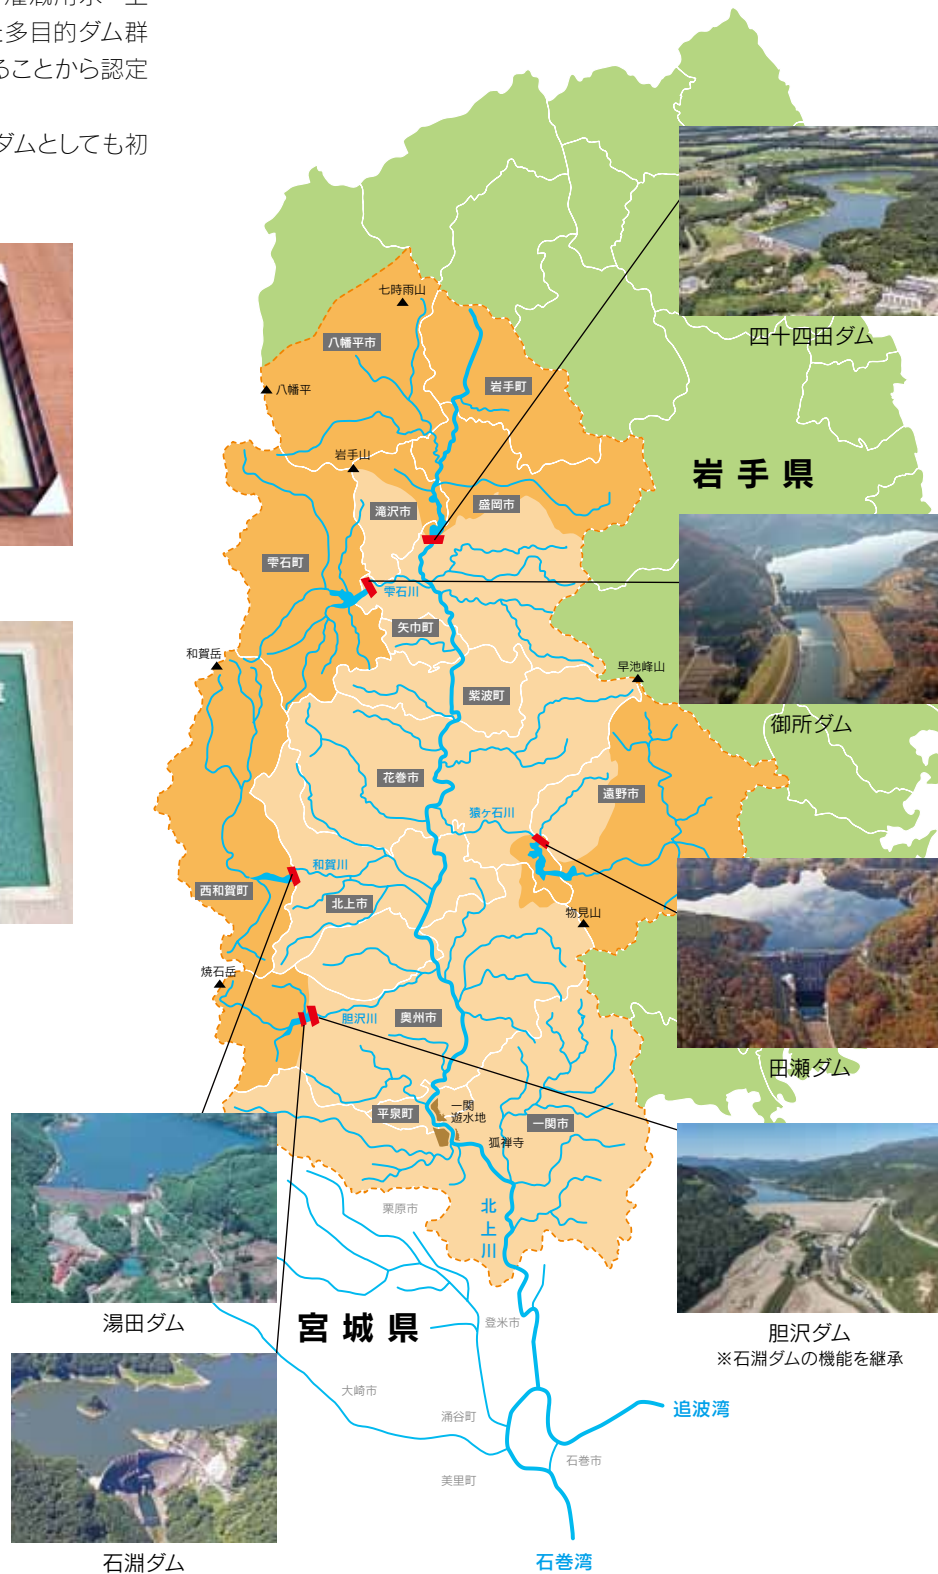 た多目的ダム群
ることから認定
ダムとしても初
四十四田ダム
七時雨山
八幡平市
八幡平
岩手町
岩手山
岩手県
滝沢市
盛岡市
雫石町
雫石川
矢巾町
和賀岳
早池峰山
紫波町
御所ダム
花巻市
遠野市
猿ヶ石川
和賀川
西和賀町
北上市
物見山
焼石岳
胆沢川
奥州市
田瀬ダム
平泉町
一関
遊水地
一関市
狐禅寺
北上川
栗原市
湯田ダム
宮城県
登米市
胆沢ダム
※石淵ダムの機能を継承
大崎市
涌谷町
追波湾
石巻市
美里町
石淵ダム
石巻湾